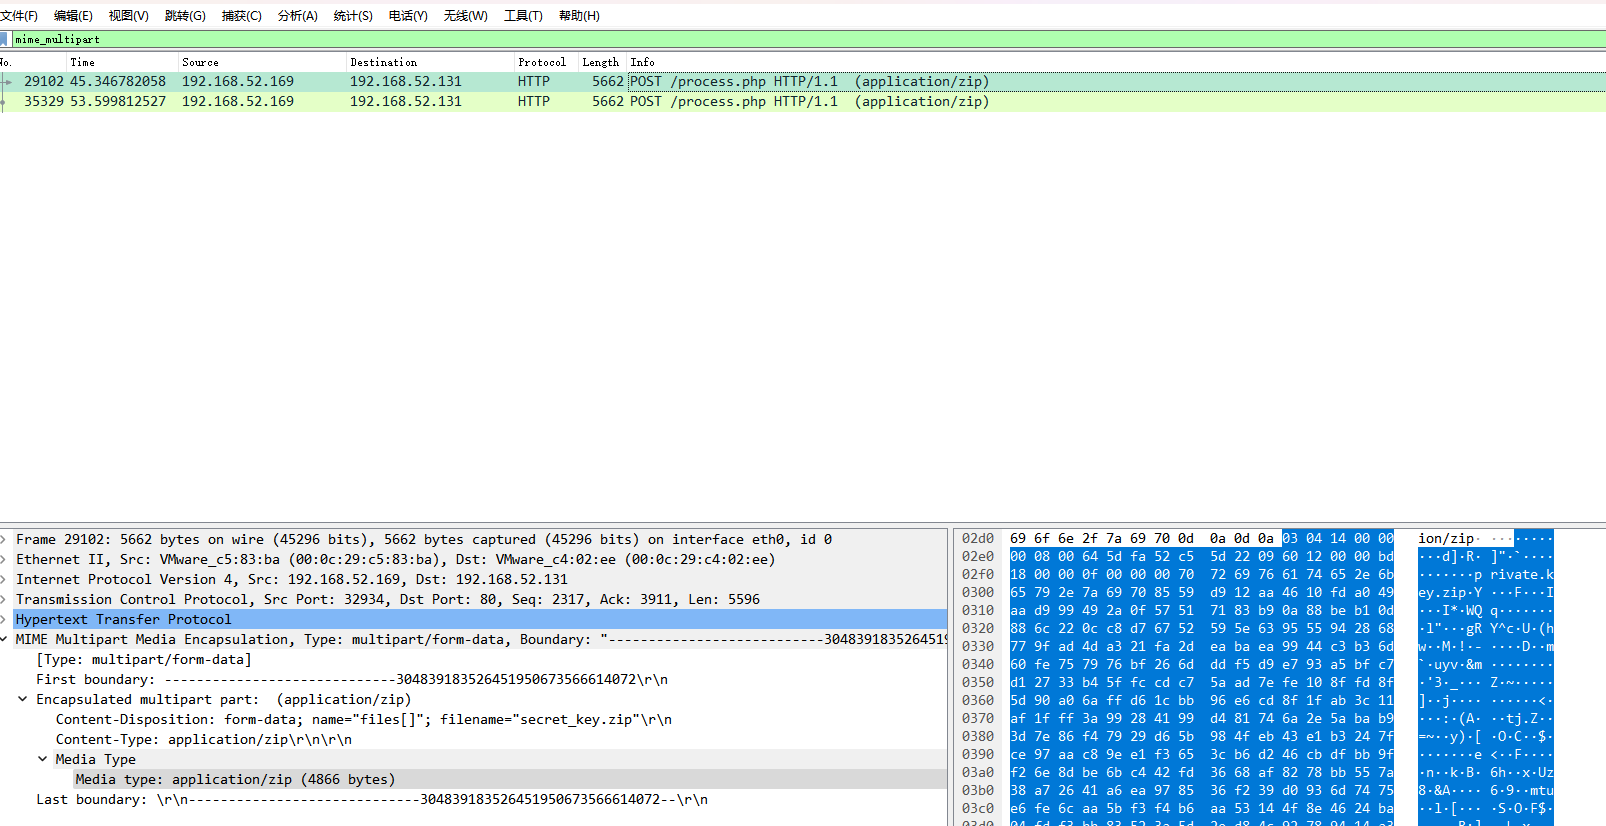 文件(F) 编辑(E) 视图(V) 跳转(G) 捕获(C) 分析(A) 统计(S) 电话(Y) 无线(W) 工具(T) 帮助(H)
mime_multipart
No. Time Source Destination Protocol Length Info
29102 45.346782058 192.168.52.169 192.168.52.131 HTTP 5662 POST /process.php HTTP/1.1 (application/zip)
35329 53.599812527 192.168.52.169 192.168.52.131 HTTP 5662 POST /process.php HTTP/1.1 (application/zip)
Frame 29102: 5662 bytes on wire (45296 bits), 5662 bytes captured (45296 bits) on interface eth0, id 0
Ethernet II, Src: VMware_c5:83:ba (00:0c:29:c5:83:ba), Dst: VMware_c4:02:ee (00:0c:29:c4:02:ee)
Internet Protocol Version 4, Src: 192.168.52.169, Dst: 192.168.52.131
Transmission Control Protocol, Src Port: 32934, Dst Port: 80, Seq: 2317, Ack: 3911, Len: 5596
Hypertext Transfer Protocol
MIME Multipart Media Encapsulation, Type: multipart/form-data, Boundary: "---------------------------3048391835264519
[Type: multipart/form-data]
First boundary: -----------------------------304839183526451950673566614072\r\n
Encapsulated multipart part: (application/zip)
Content-Disposition: form-data; name="files[]"; filename="secret_key.zip"\r\n
Content-Type: application/zip\r\n\r\n
Media Type
Media type: application/zip (4866 bytes)
Last boundary: \r\n-----------------------------304839183526451950673566614072--\r\n
02d0 69 6f 6e 2f 7a 69 70 0d 0a 0d 0a 03 04 14 00 00 ion/zip· ·········
02e0 00 08 00 64 5d fa 52 c5 5d 22 09 60 12 00 00 bd ···d]·R· ]"·`····
02f0 18 00 00 0f 00 00 00 70 72 69 76 61 74 65 2e 6b ·······p rivate.k
0300 65 79 2e 7a 69 70 85 59 d9 12 aa 46 10 fd a0 49 ey.zip·Y ···F···I
0310 aa d9 99 49 2a 0f 57 51 71 83 b9 0a 88 be b1 0d ···I*·WQ q·······
0320 88 6c 22 0c c8 d7 67 52 59 5e 63 95 55 94 28 68 ·l"···gR Y^c·U·(h
0330 77 9f ad 4d a3 21 fa 2d ea ba ea 99 44 c3 b3 6d w··M·!·- ····D··m
0340 60 fe 75 79 76 bf 26 6d dd f5 d9 e7 93 a5 bf c7 `·uyv·&m ········
0350 d1 27 33 b4 5f fc cd c7 5a ad 7e fe 10 8f fd 8f ·'3·_··· Z·~·····
0360 5d 90 a0 6a ff d6 1c bb 96 e6 cd 8f 1f ab 3c 11 ]··j···· ······<·
0370 af 1f ff 3a 99 28 41 99 d4 81 74 6a 2e 5a ba b9 ···:·(A· ··tj.Z··
0380 3d 7e 86 f4 79 29 d6 5b 98 4f eb 43 e1 b3 24 7f =~··y)·[ ·O·C··$·
0390 ce 97 aa c8 9e e1 f3 65 3c b6 d2 46 cb df bb 9f ·······e <··F····
03a0 f2 6e 8d be 6b c4 42 fd 36 68 af 82 78 bb 55 7a ·n··k·B· 6h··x·Uz
03b0 38 a7 26 41 a6 ea 97 85 36 f2 39 d0 93 6d 74 75 8·&A···· 6·9··mtu
03c0 e6 fe 6c aa 5b f3 f4 b6 aa 53 14 4f 8e 46 24 ba ··l·[··· ·S·O·F$·